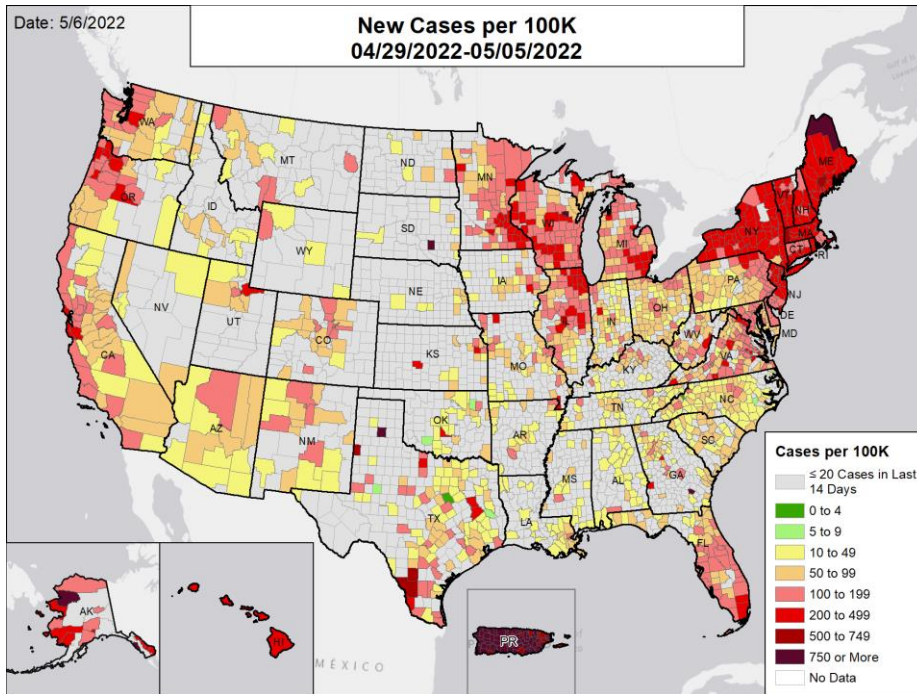 Date: 5/6/2022
New Cases per 100K
04/29/2022-05/05/2022
WA
OR
CA
NV
ID
MT
WY
UT
AZ
CO
NM
ND
SD
NE
KS
OK
TX
MN
IA
MO
AR
LA
MS
AL
TN
KY
IN
OH
MI
WV
VA
NC
SC
GA
FL
PA
NY
VT
NH
ME
MA
CT
RI
NJ
DE
MD
AK
HI
PR
MÉXICO
Cases per 100K
≤ 20 Cases in Last
14 Days
0 to 4
5 to 9
10 to 49
50 to 99
100 to 199
200 to 499
500 to 749
750 or More
No Data